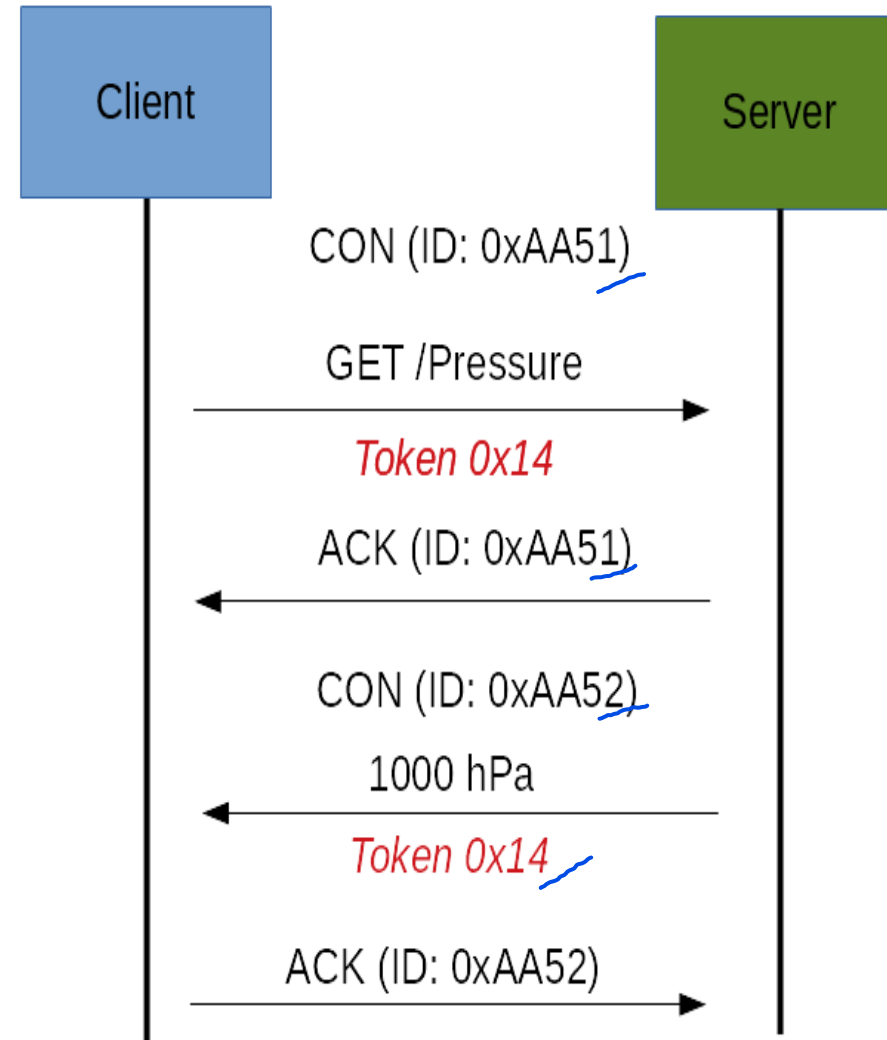 Client
Server
CON (ID: 0xAA51)
GET /Pressure
Token 0x14
ACK (ID: 0xAA51)
CON (ID: 0xAA52)
1000 hPa
Token 0x14
ACK (ID: 0xAA52)